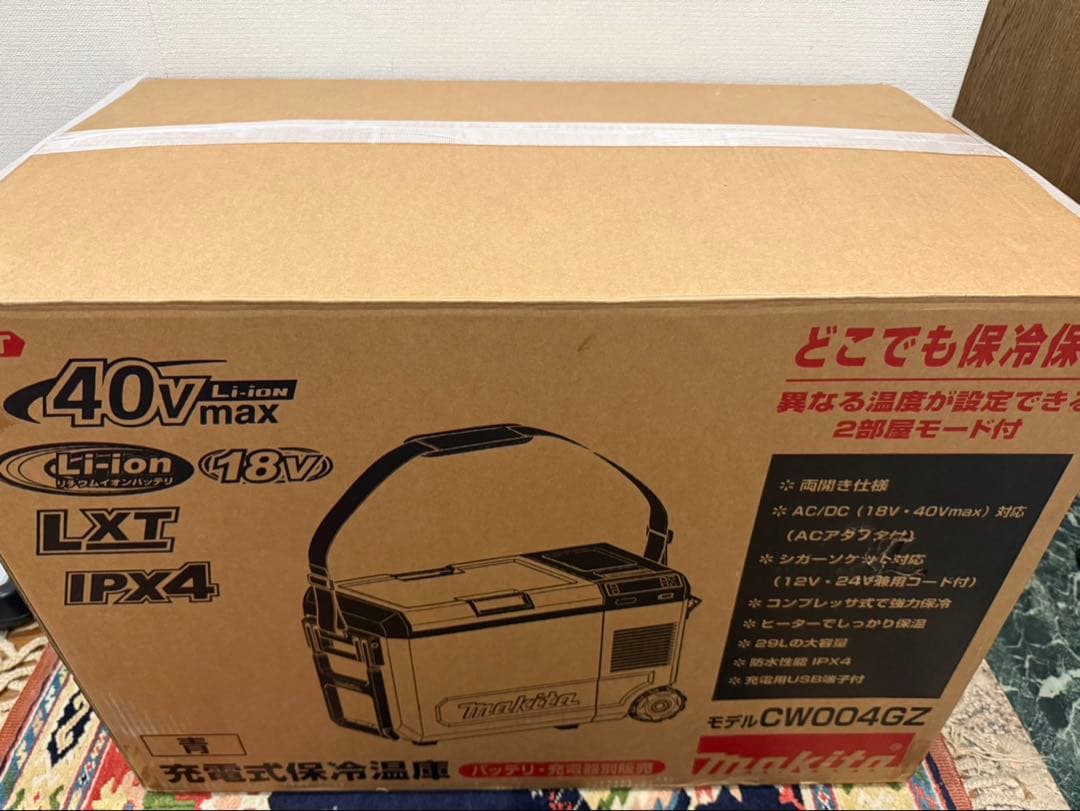 40Vmax Li-ion
Li-ion 18V
リチウムイオンバッテリ
LXT
IPX4
どこでも保冷保
異なる温度が設定できる
2部屋モード付
※ 両開き仕様
※ AC/DC(18V・40Vmax)対応
(ACアダプタ付)
※ シガーソケット対応
(12V・24V兼用コード付)
※ コンプレッサ式で強力保冷
※ ヒーターでしっかり保温
※ 29Lの大容量
※ 防水性能 IPX4
※ 充電用USB端子付
makita
モデルCW004GZ
青
充電式保冷温庫 バッテリ・充電器別販売
makita®